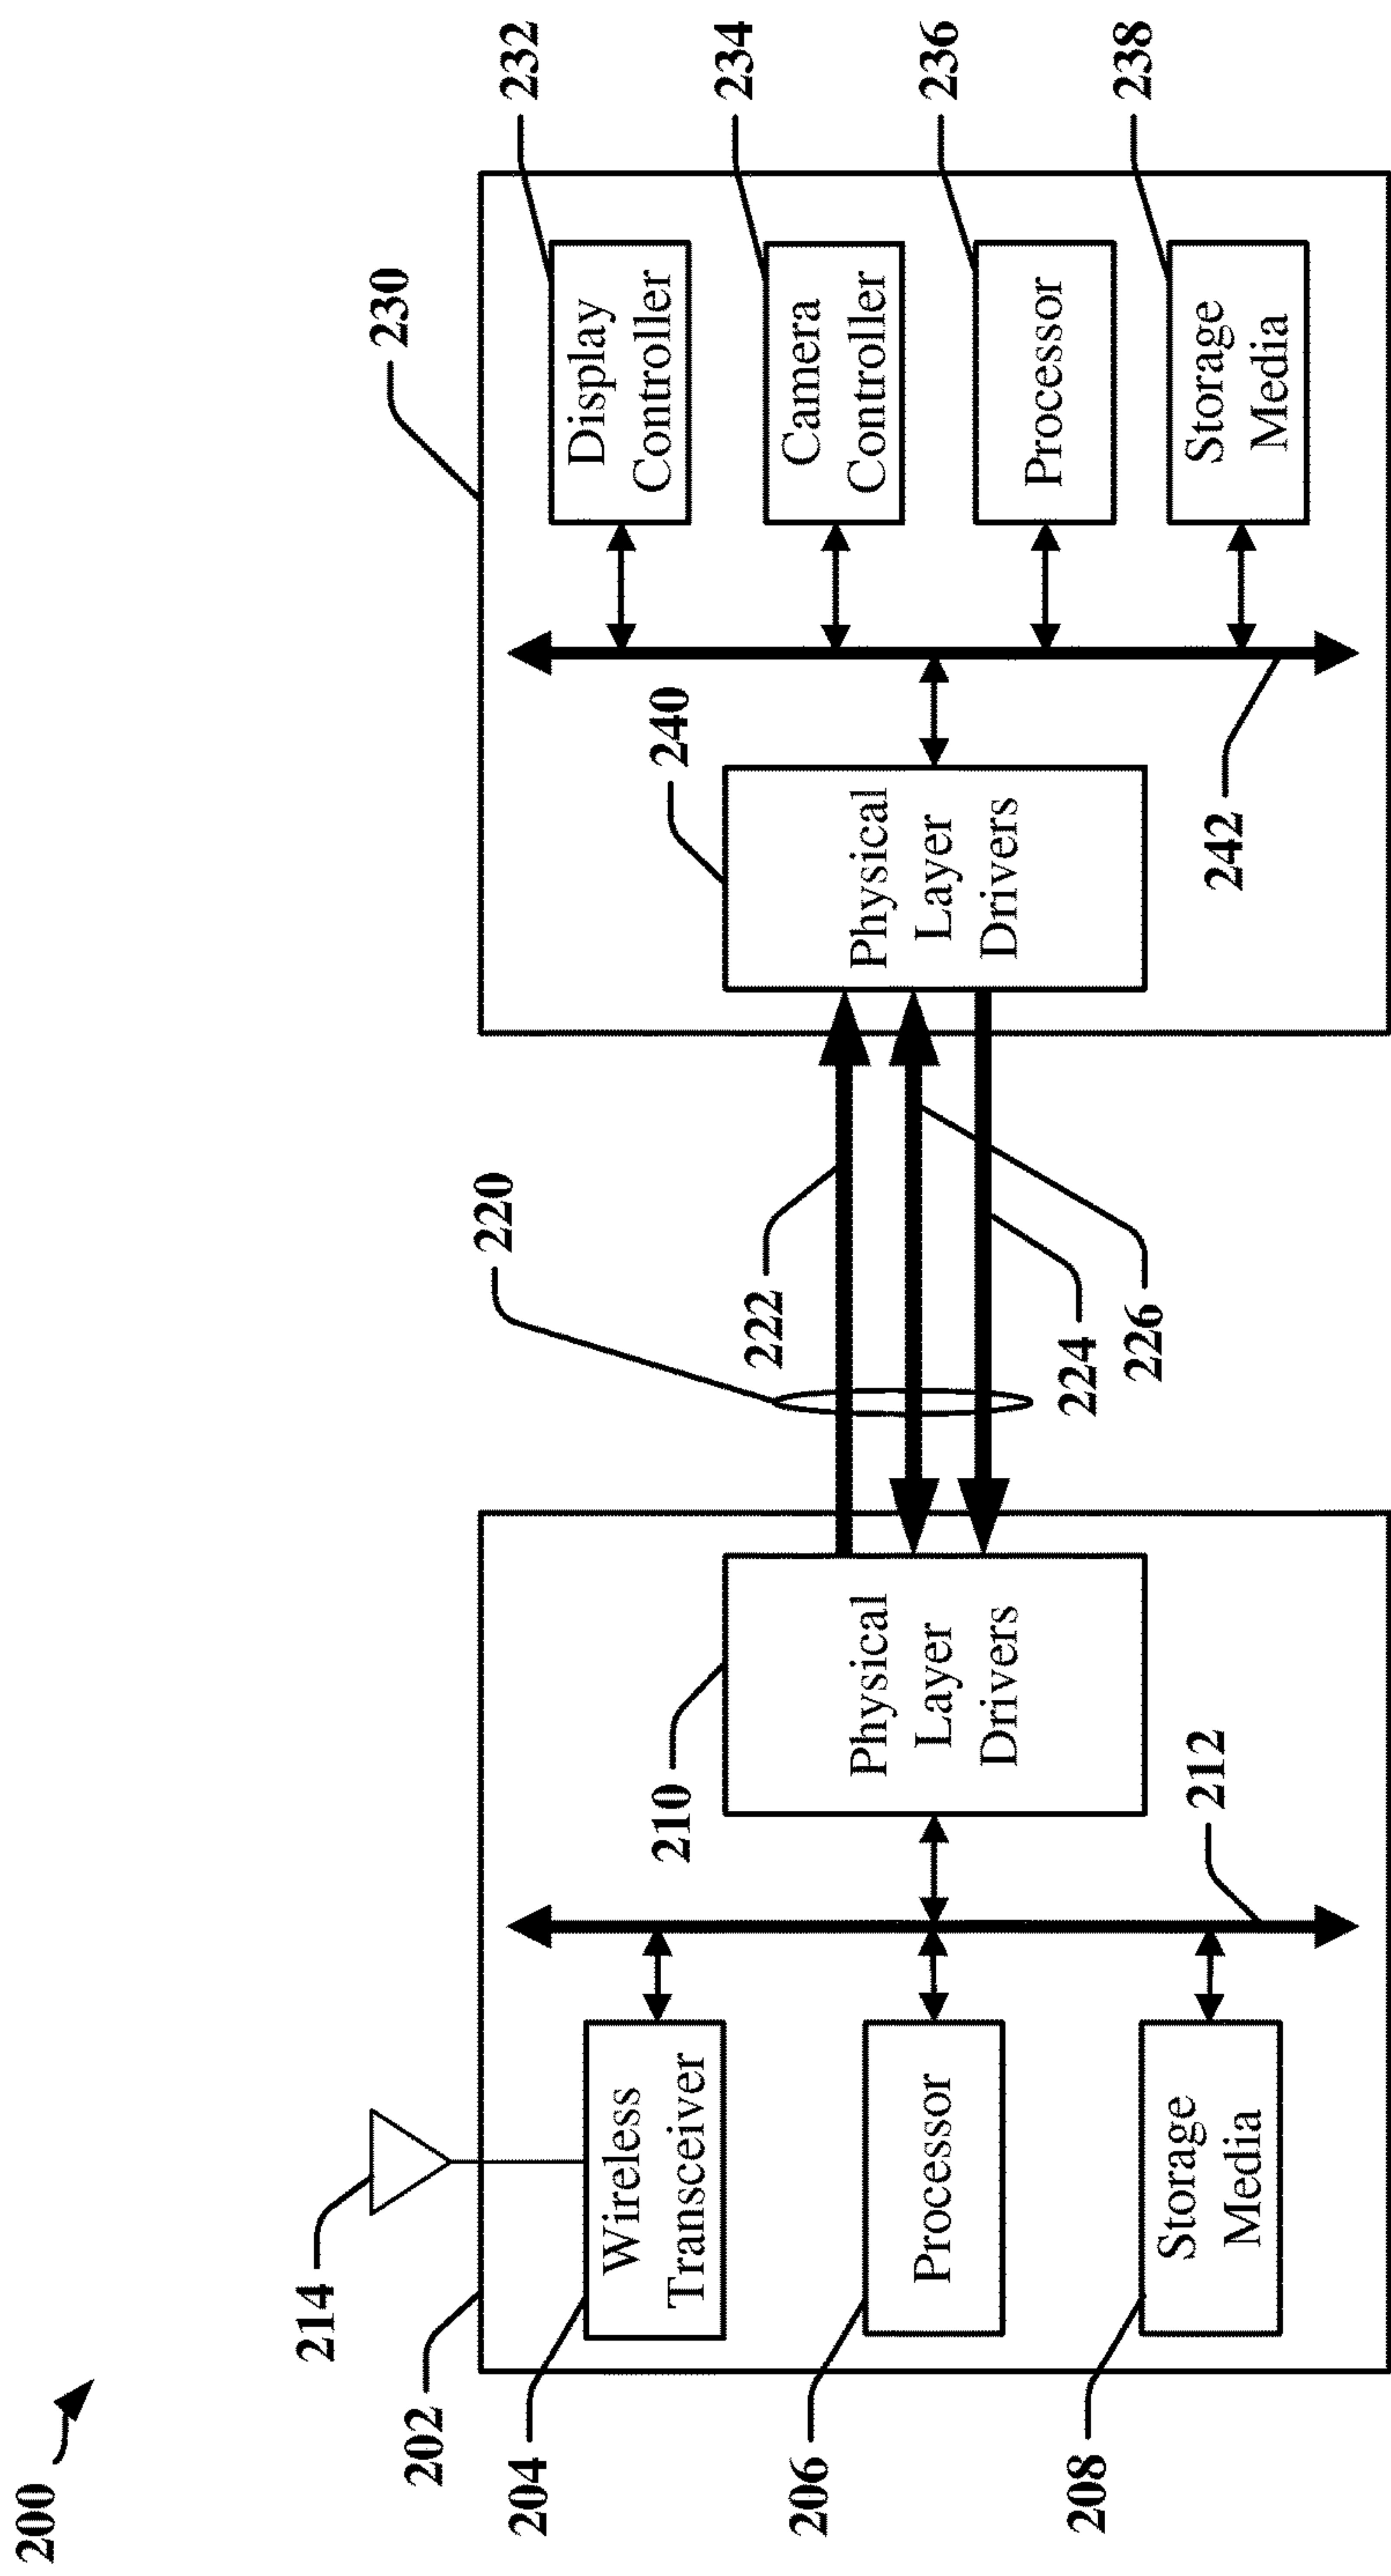 200
202
214
204
Wireless
Transceiver
206
Processor
208
Storage
Media
212
210
Physical
Layer
Drivers
220
222
224
226
230
240
Physical
Layer
Drivers
242
232
Display
Controller
234
Camera
Controller
236
Processor
238
Storage
Media